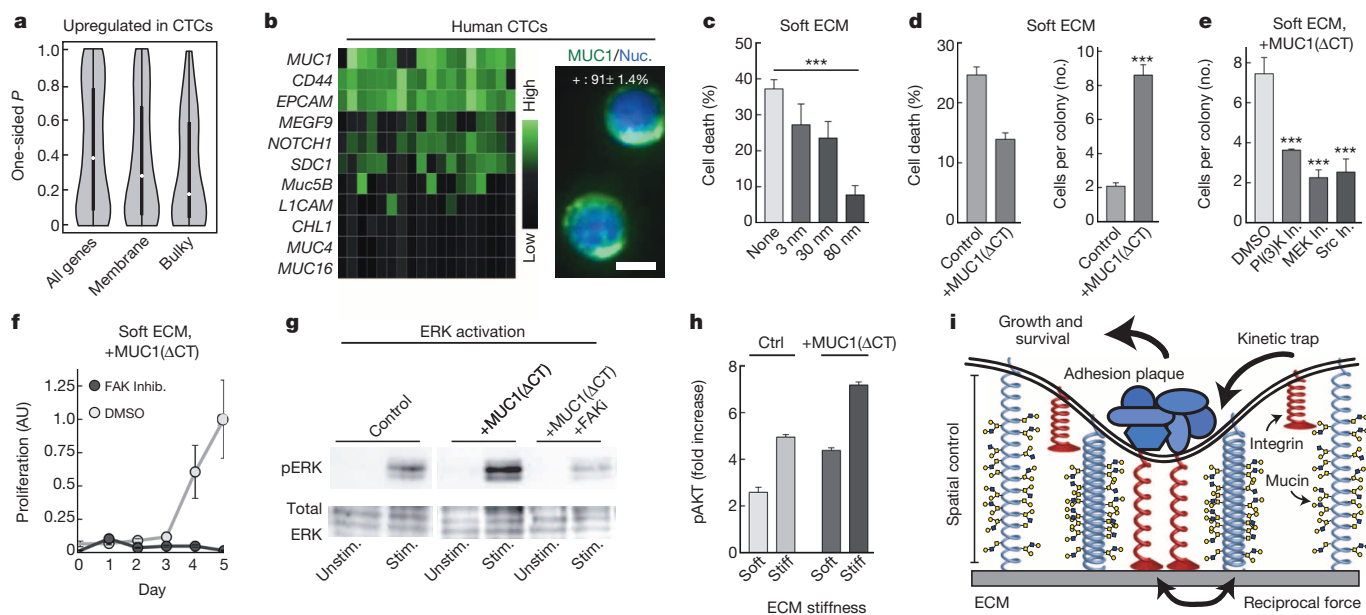 a
Upregulated in CTCs
One-sided P
1.0
0.8
0.6
0.4
0.2
0
All genes
Membrane
Bulky
b
Human CTCs
MUC1
CD44
EPCAM
MEGF9
NOTCH1
SDC1
Muc5B
L1CAM
CHL1
MUC4
MUC16
High
Low
MUC1/Nuc.
+ : 91± 1.4%
c
Soft ECM
Cell death (%)
50
40
30
20
10
0
***
None
3 nm
30 nm
80 nm
d
Soft ECM
Cell death (%)
30
20
10
0
Control
+MUC1(ΔCT)
Cells per colony (no.)
10
8
6
4
2
0
***
Control
+MUC1(ΔCT)
e
Soft ECM,
+MUC1(ΔCT)
Cells per colony (no.)
8
6
4
2
0
***
***
***
DMSO
PI(3)K In.
MEK In.
Src In.
f
Soft ECM,
+MUC1(ΔCT)
Proliferation (AU)
1.25
1.0
0.75
0.5
0.25
0
FAK Inhib.
DMSO
0 1 2 3 4 5
Day
g
ERK activation
Control
+MUC1(ΔCT)
+MUC1(ΔCT)
+FAKi
pERK
Total
ERK
Unstim.
Stim.
Unstim.
Stim.
Unstim.
Stim.
h
Ctrl
+MUC1(ΔCT)
pAKT (fold increase)
8
6
4
2
0
Soft
Stiff
Soft
Stiff
ECM stiffness
i
Growth and
survival
Kinetic trap
Adhesion plaque
Spatial control
Integrin
Mucin
ECM
Reciprocal force